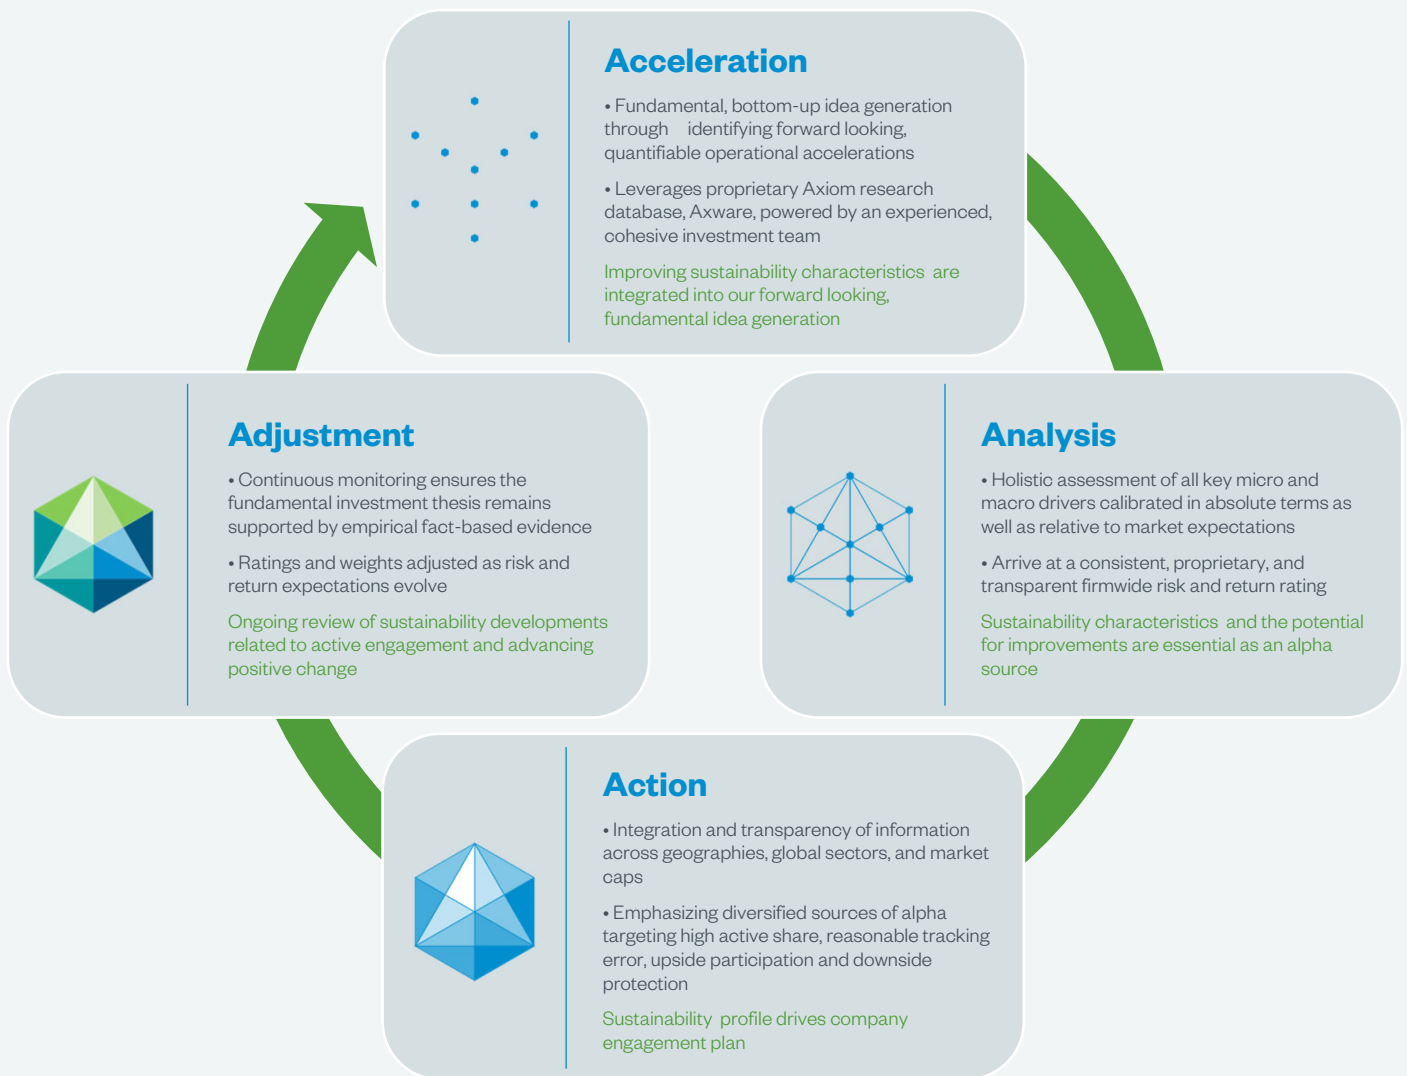 Acceleration
• Fundamental, bottom-up idea generation
through identifying forward looking,
quantifiable operational accelerations
• Leverages proprietary Axiom research
database, Axware, powered by an experienced,
cohesive investment team
Improving sustainability characteristics are
integrated into our forward looking,
fundamental idea generation
Adjustment
• Continuous monitoring ensures the
fundamental investment thesis remains
supported by empirical fact-based evidence
• Ratings and weights adjusted as risk and
return expectations evolve
Ongoing review of sustainability developments
related to active engagement and advancing
positive change
Analysis
• Holistic assessment of all key micro and
macro drivers calibrated in absolute terms as
well as relative to market expectations
• Arrive at a consistent, proprietary, and
transparent firmwide risk and return rating
Sustainability characteristics and the potential
for improvements are essential as an alpha
source
Action
• Integration and transparency of information
across geographies, global sectors, and market
caps
• Emphasizing diversified sources of alpha
targeting high active share, reasonable tracking
error, upside participation and downside
protection
Sustainability profile drives company
engagement plan